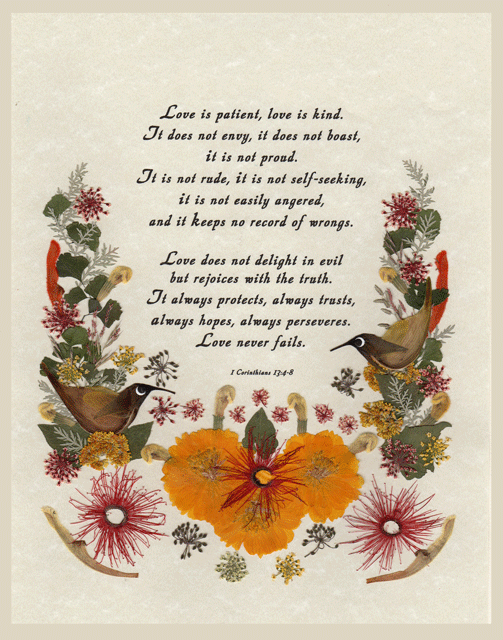 Love is patient, love is kind.
It does not envy, it does not boast,
it is not proud.
It is not rude, it is not self-seeking,
it is not easily angered,
and it keeps no record of wrongs.
Love does not delight in evil
but rejoices with the truth.
It always protects, always trusts,
always hopes, always perseveres.
Love never fails.
1 Corinthians 13:4-8